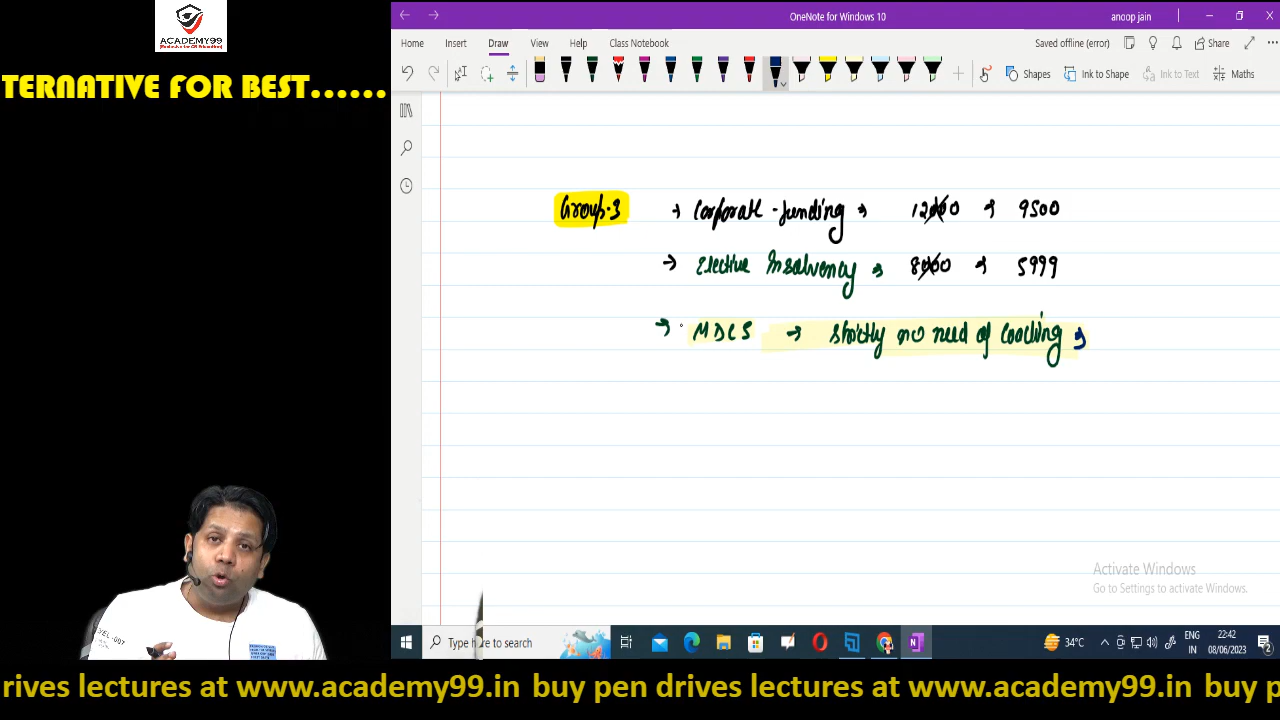 ACADEMY99
TERNATIVE FOR BEST......
OneNote for Windows 10
anoop jain
Home Insert Draw View Help Class Notebook
Saved offline (error)
Share
Shapes
Ink to Shape
Ink to Text
Maths
Group-3 → Corporate funding → 12000 → 9500
→ Elective Insolvency → 8000 → 5999
→ MDCS → Strictly no need of coaching →
Activate Windows
Go to Settings to activate Windows.
Type here to search
34°C
ENG
IN
22:42
08/06/2023
2
rives lectures at www.academy99.in buy pen drives lectures at www.academy99.in buy p